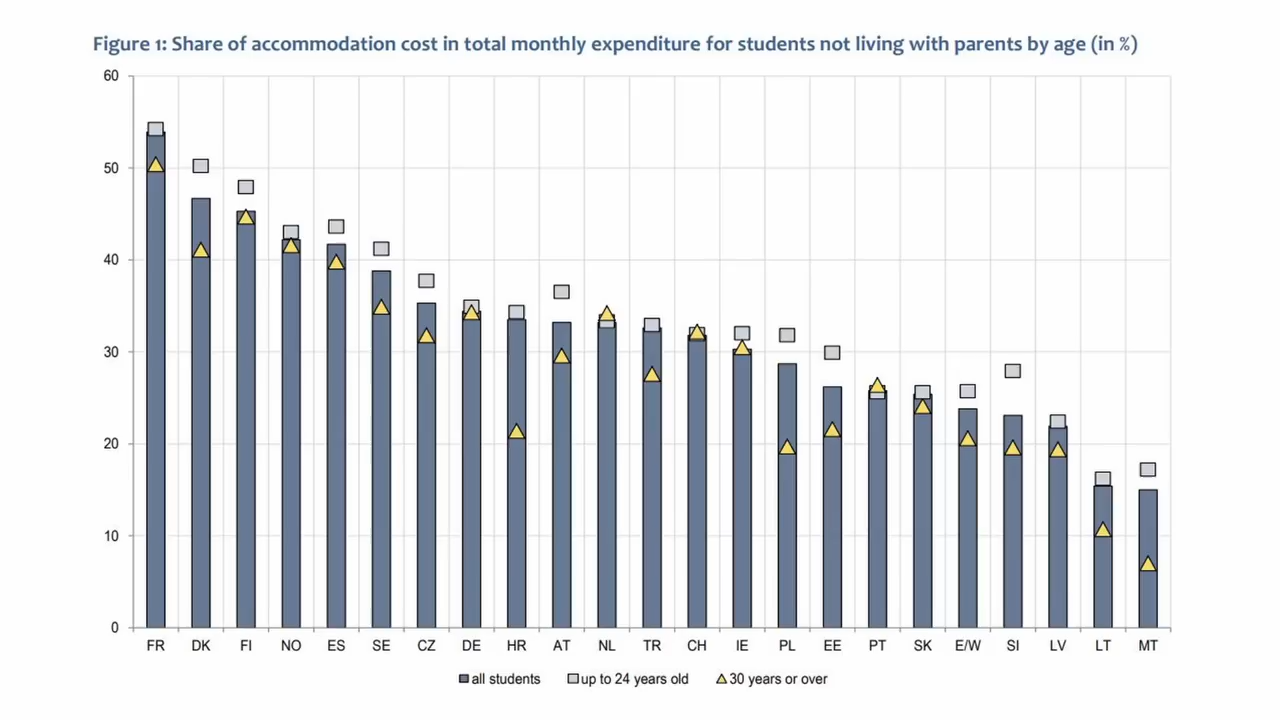 Figure 1: Share of accommodation cost in total monthly expenditure for students not living with parents by age (in %)
60
50
40
30
20
10
0
FR DK FI NO ES SE CZ DE HR AT NL TR CH IE PL EE PT SK E/W SI LV LT MT
all students up to 24 years old 30 years or over